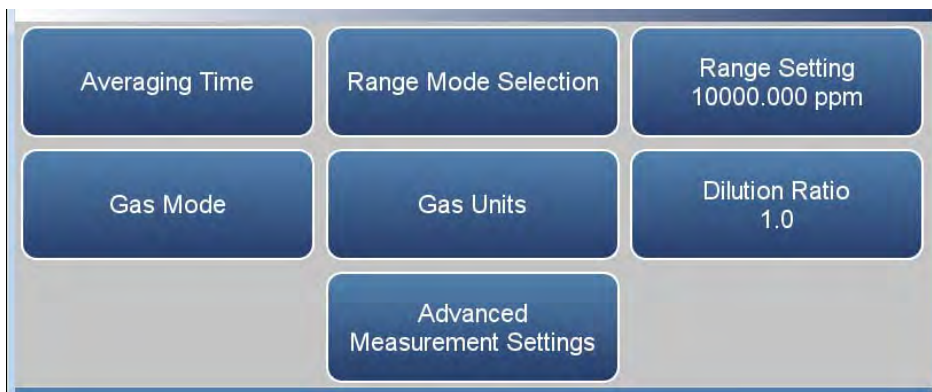 Averaging Time
Range Mode Selection
Range Setting
10000.000 ppm
Gas Mode
Gas Units
Dilution Ratio
1.0
Advanced
Measurement Settings